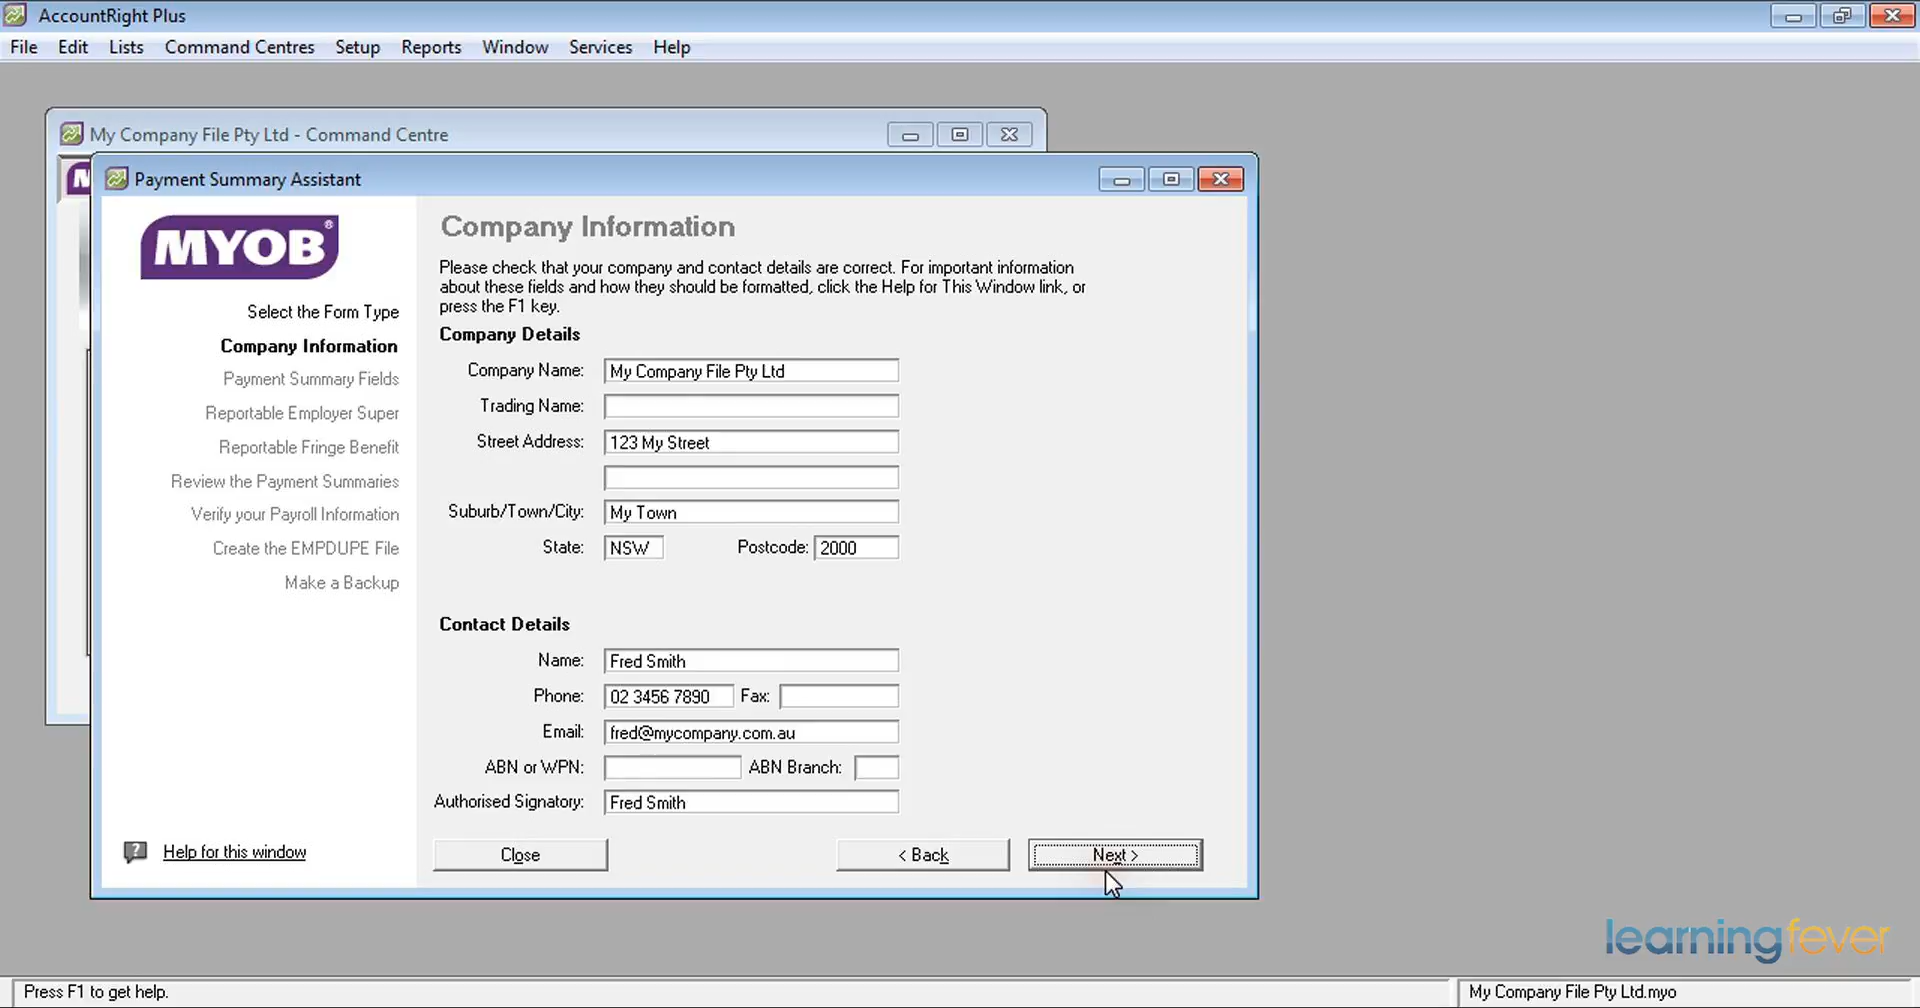 AccountRight Plus
File Edit Lists Command Centres Setup Reports Window Services Help
My Company File Pty Ltd - Command Centre
Payment Summary Assistant
MYOB®
Select the Form Type
Company Information
Payment Summary Fields
Reportable Employer Super
Reportable Fringe Benefit
Review the Payment Summaries
Verify your Payroll Information
Create the EMPDUPE File
Make a Backup
Help for this window
Company Information
Please check that your company and contact details are correct. For important information
about these fields and how they should be formatted, click the Help for This Window link, or
press the F1 key.
Company Details
Company Name: My Company File Pty Ltd
Trading Name:
Street Address: 123 My Street
Suburb/Town/City: My Town
State: NSW Postcode: 2000
Contact Details
Name: Fred Smith
Phone: 02 3456 7890 Fax:
Email: fred@mycompany.com.au
ABN or WPN: ABN Branch:
Authorised Signatory: Fred Smith
Close < Back Next >
learningfever
Press F1 to get help. My Company File Pty Ltd.myo